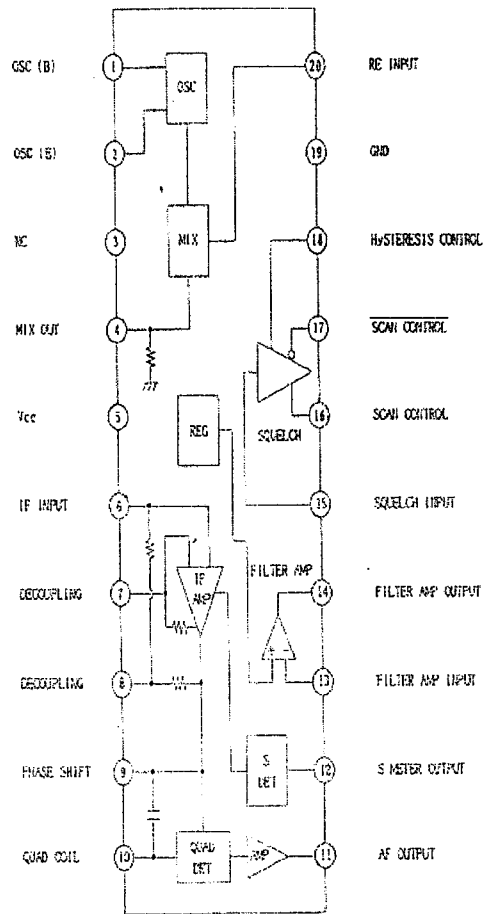 OSC (B)
1
OSC
20
RF INPUT
OSC (E)
2
19
GND
NC
3
MIX
18
HYSTERESIS CONTROL
MIX OUT
4
17
SCAN CONTROL
Vcc
5
REG
SQUELCH
16
SCAN CONTROL
IF INPUT
6
15
SQUELCH INPUT
DECOUPLING
7
IF
AMP
FILTER AMP
14
FILTER AMP OUTPUT
+ -
DECOUPLING
8
13
FILTER AMP INPUT
PHASE SHIFT
9
S
DET
12
S METER OUTPUT
QUAD COIL
10
QUAD
DET
AMP
11
AF OUTPUT